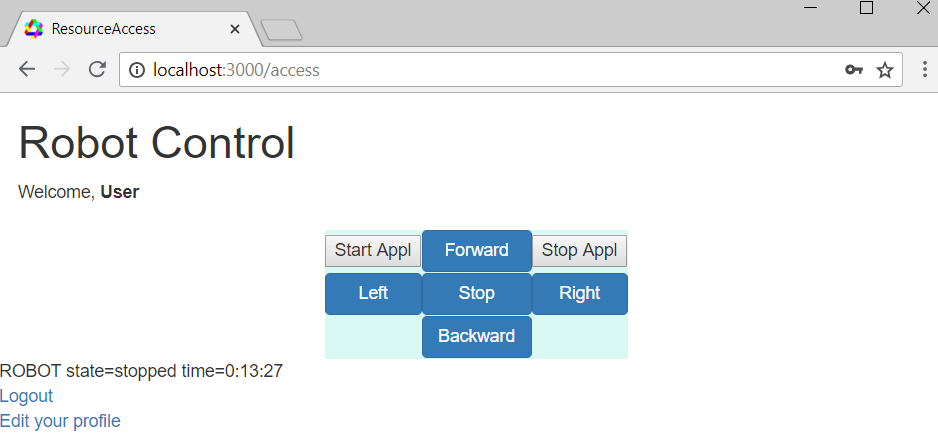 ResourceAccess
localhost:3000/access
Robot Control
Welcome, User
Start Appl Forward Stop Appl
Left Stop Right
Backward
ROBOT state=stopped time=0:13:27
Logout
Edit your profile